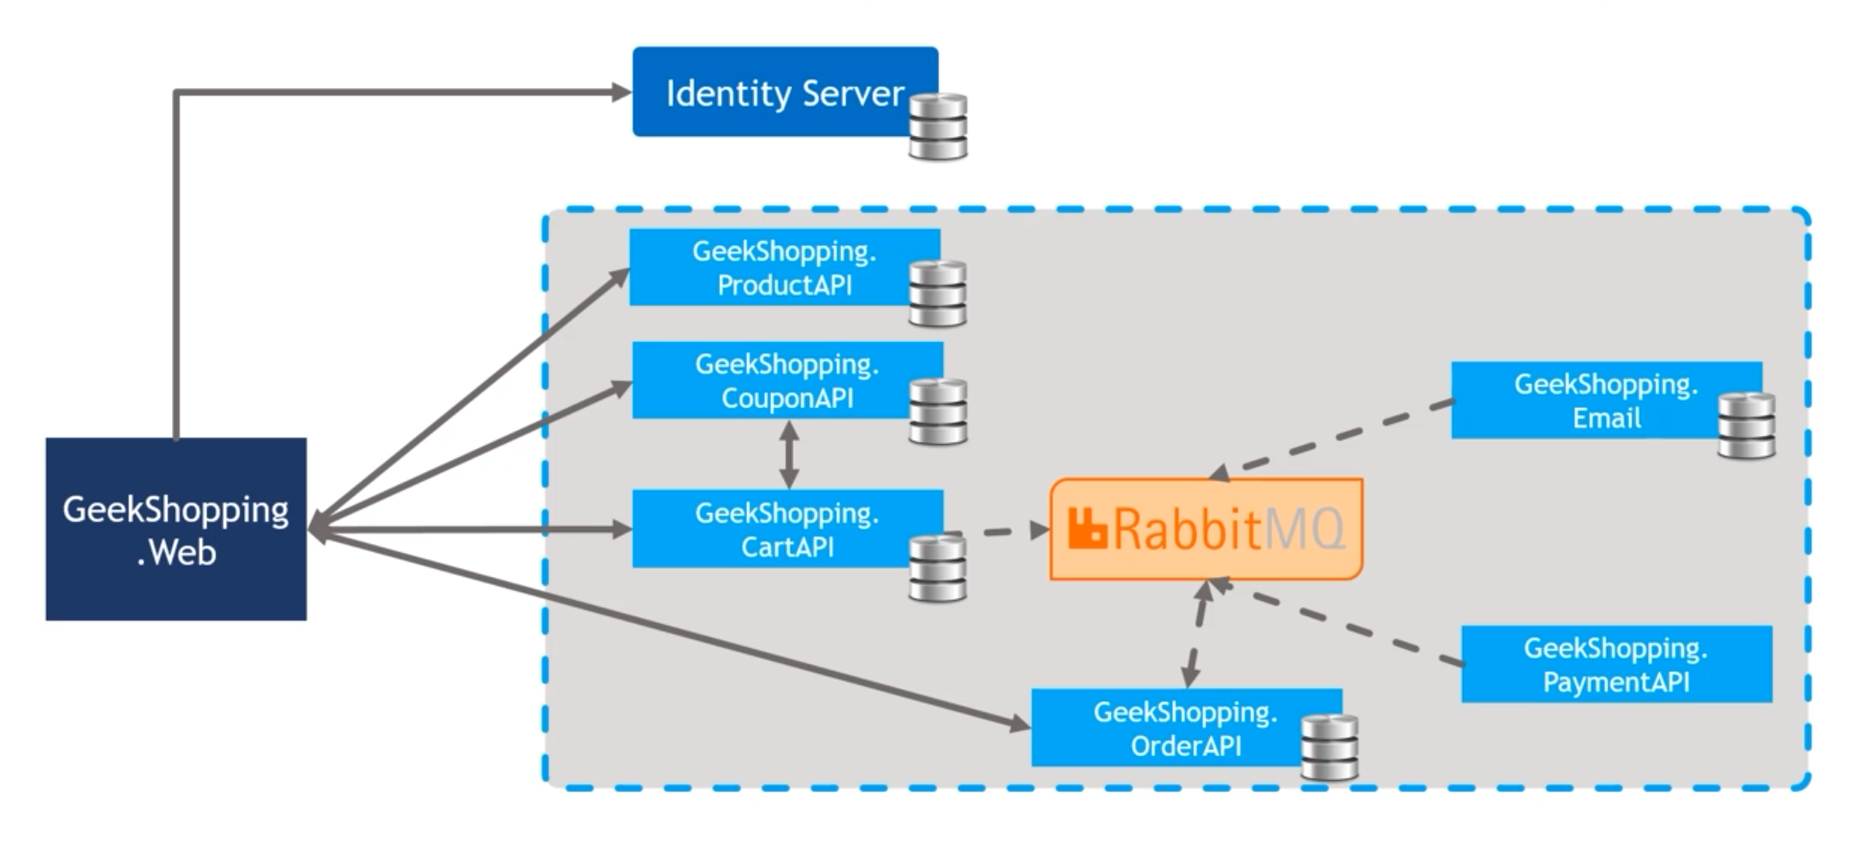 Identity Server
GeekShopping.
ProductAPI
GeekShopping.
CouponAPI
GeekShopping.
Email
GeekShopping
.Web
GeekShopping.
CartAPI
RabbitMQ
GeekShopping.
PaymentAPI
GeekShopping.
OrderAPI